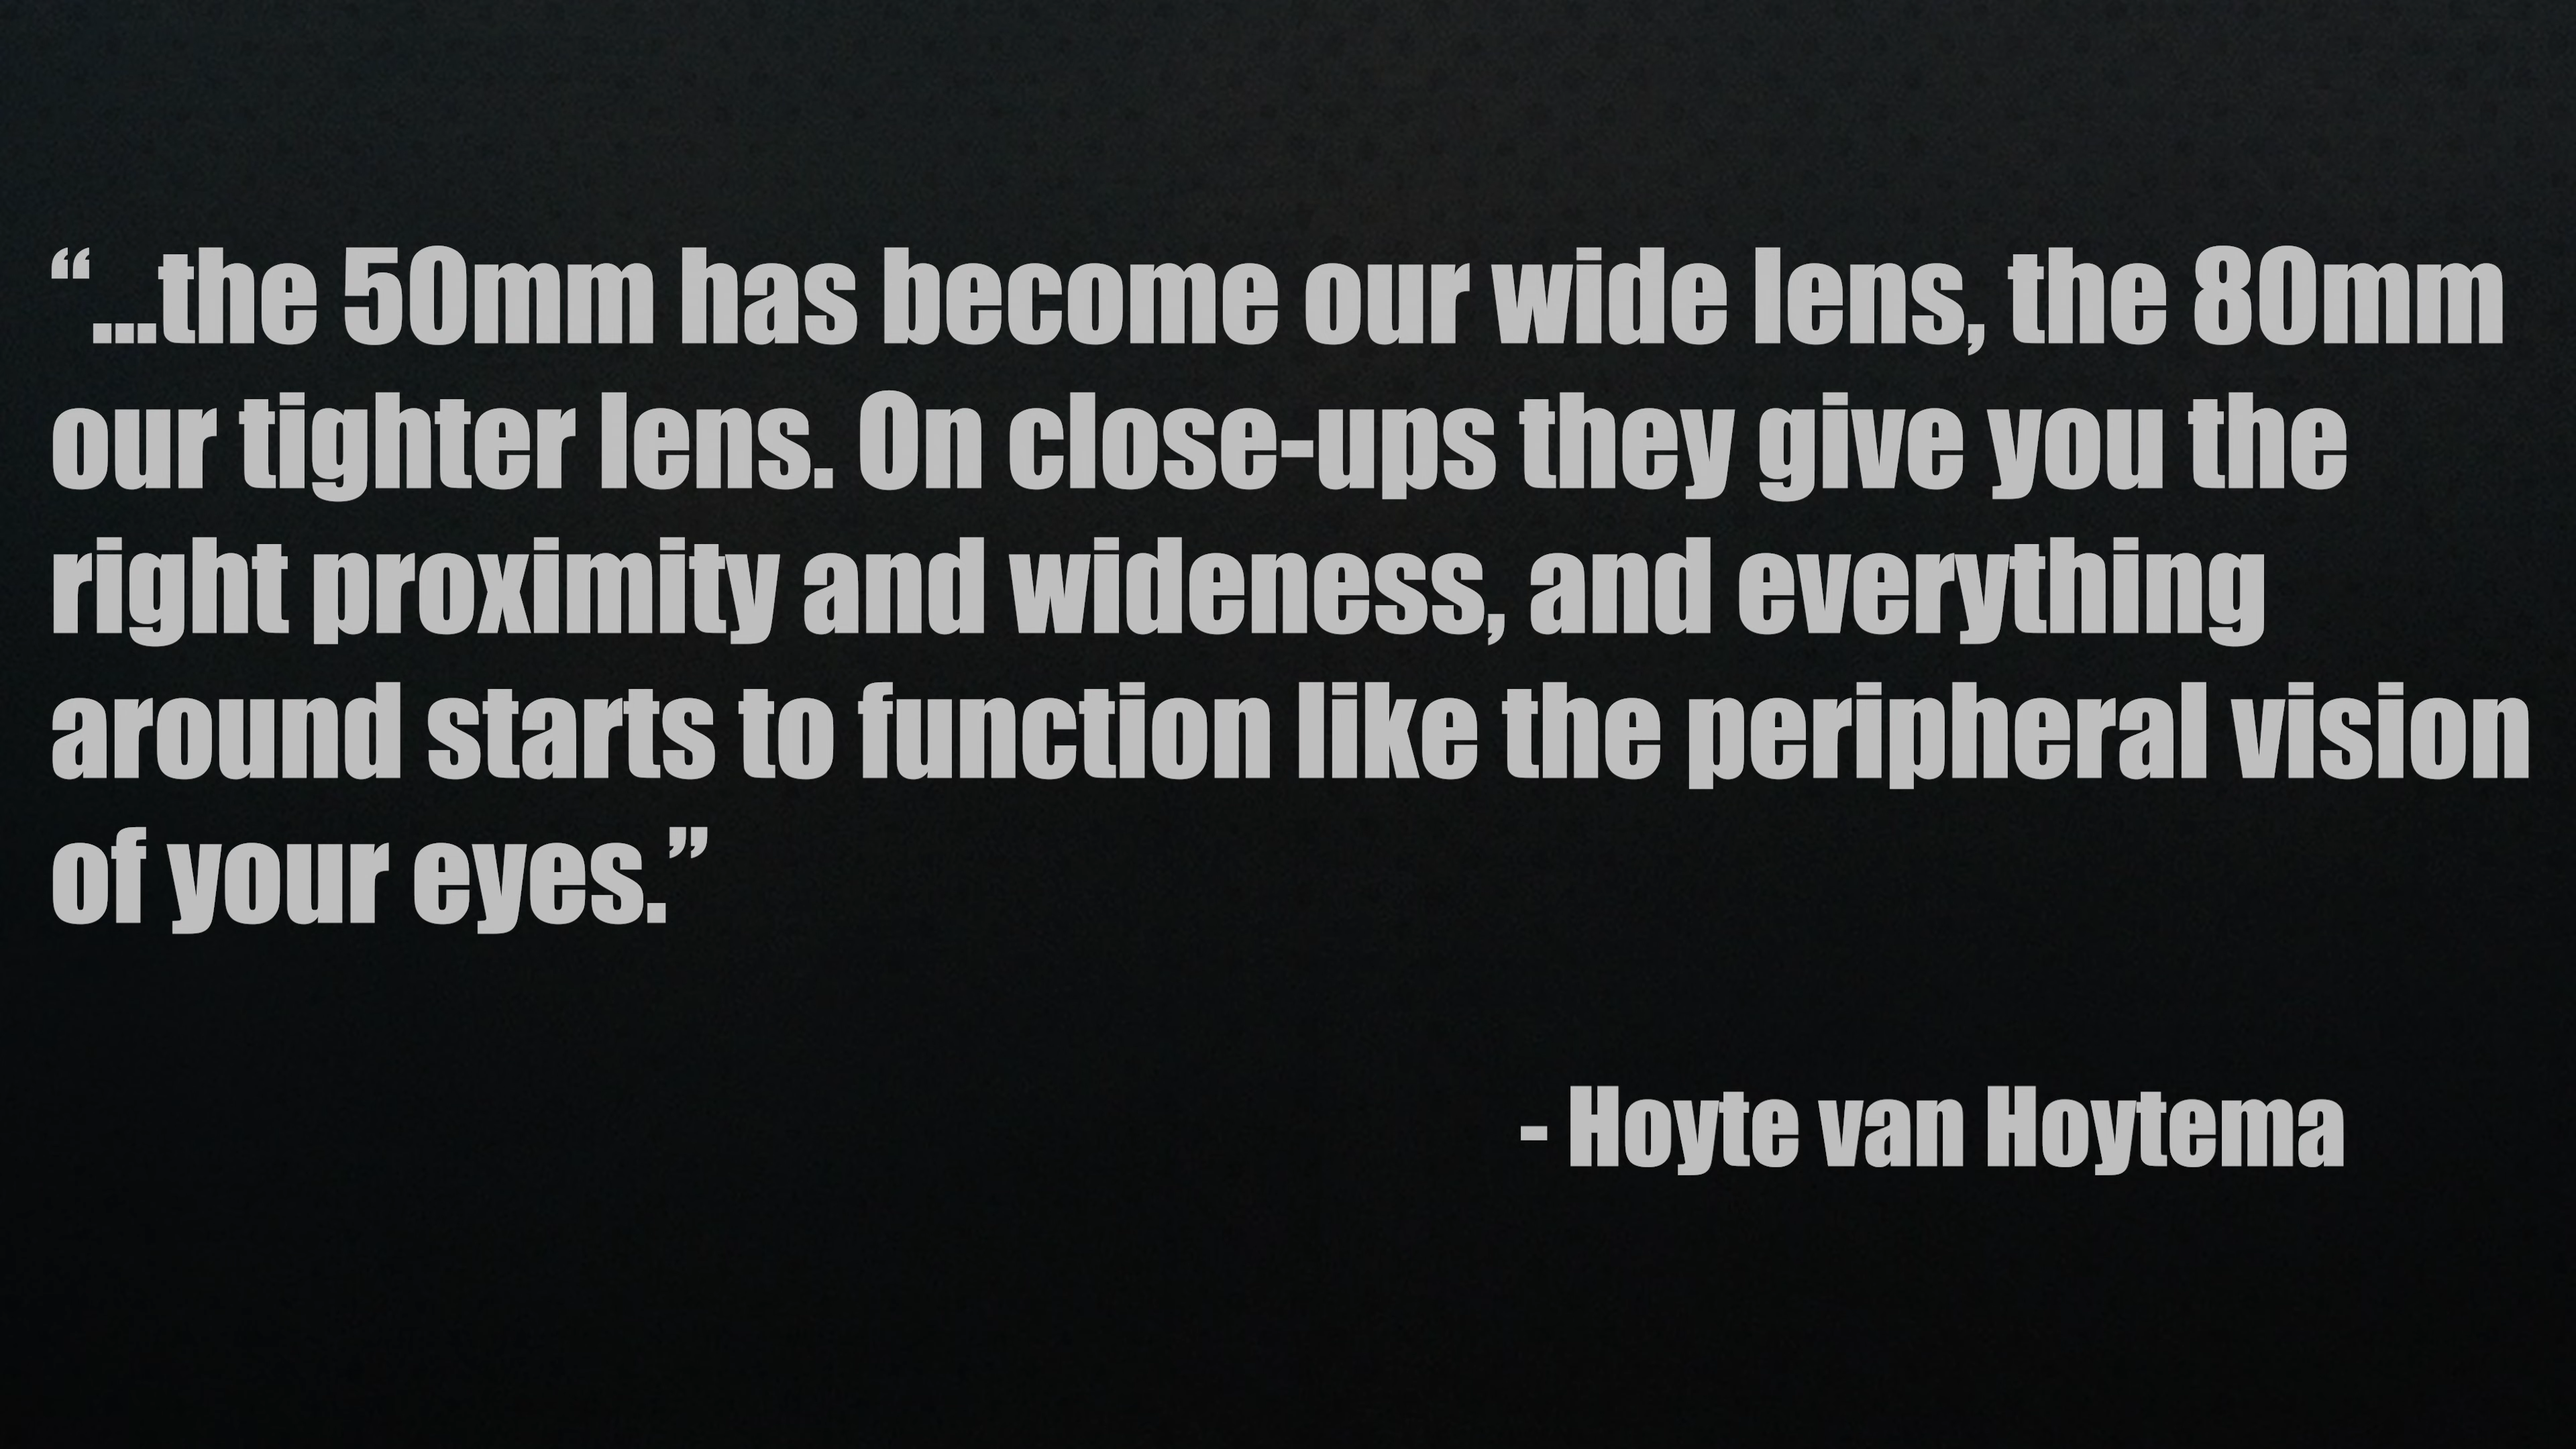 “...the 50mm has become our wide lens, the 80mm
our tighter lens. On close-ups they give you the
right proximity and wideness, and everything
around starts to function like the peripheral vision
of your eyes.”
- Hoyte van Hoytema